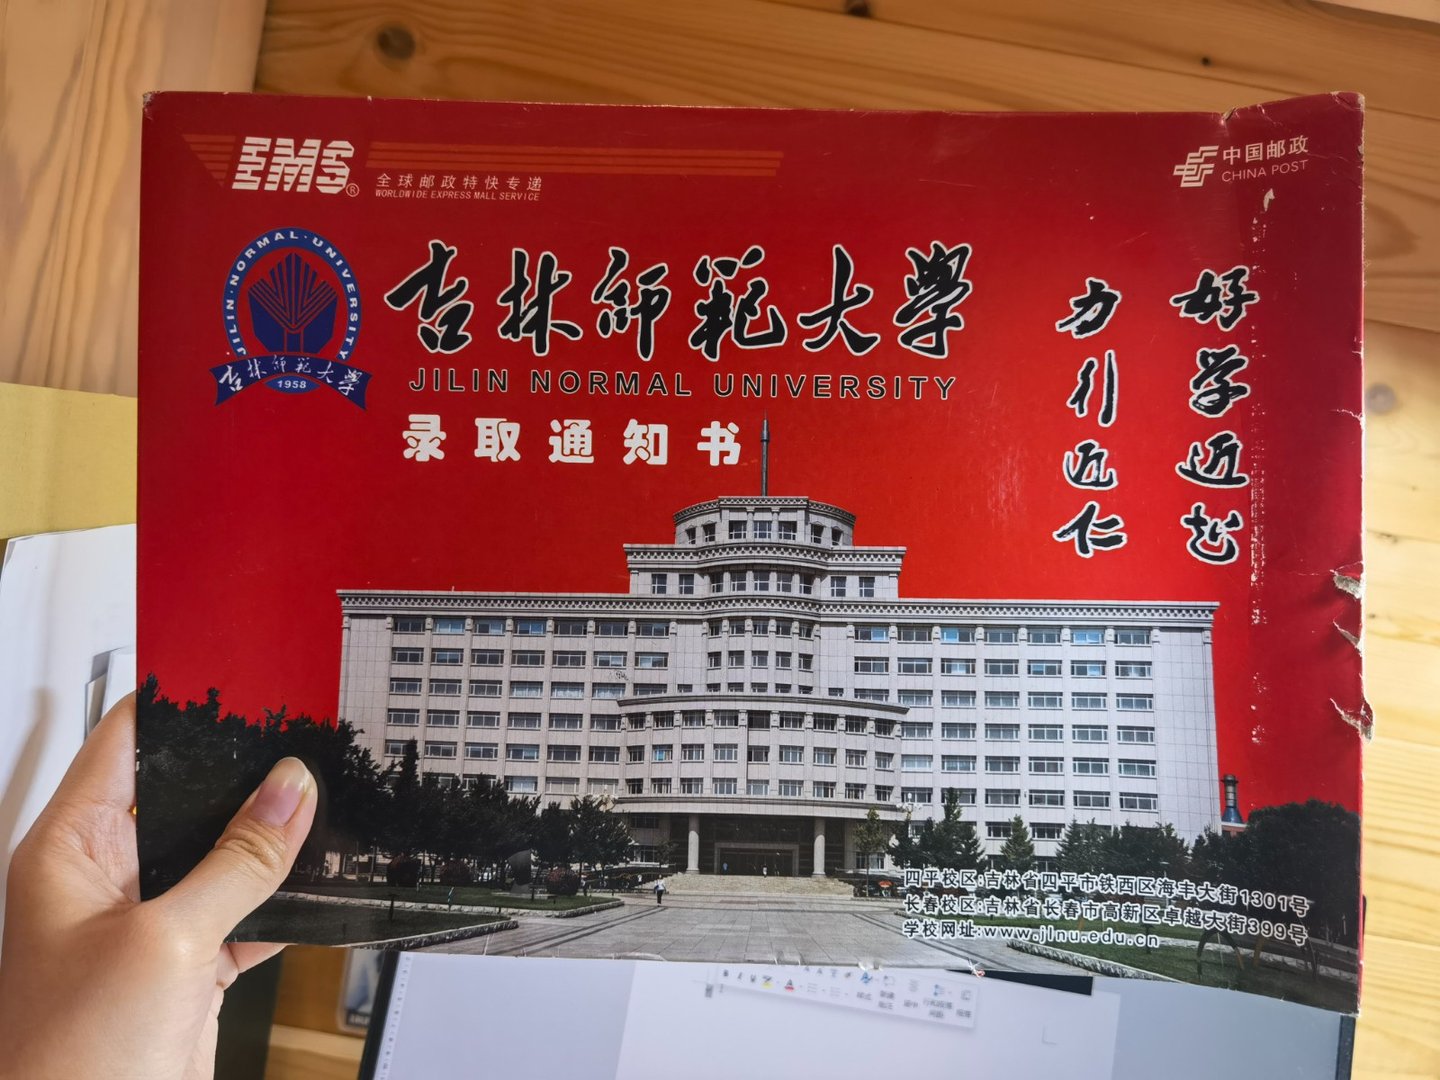 EMS®
全球邮政特快专递
WORLDWIDE EXPRESS MALL SERVICE
中国邮政
CHINA POST
JILIN·NORMAL·UNIVERSITY
吉林师範大學
1958
吉林師範大學
JILIN NORMAL UNIVERSITY
录取通知书
好学近知
力行近仁
四平校区:吉林省四平市铁西区海丰大街1301号
长春校区:吉林省长春市高新区卓越大街399号
学校网址:www.jlnu.edu.cn